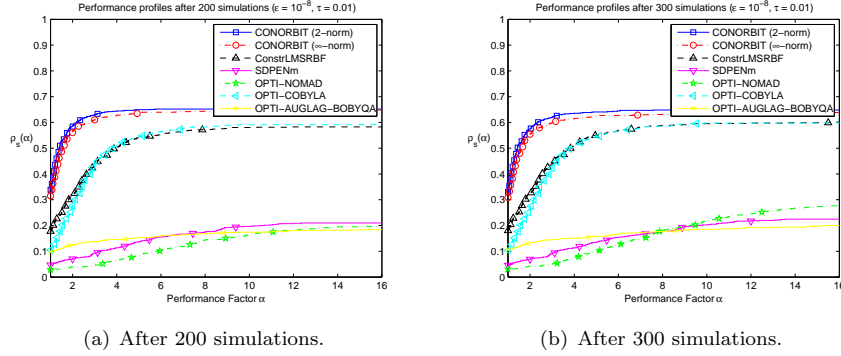 Performance profiles after 200 simulations (ε = 10⁻⁸, τ = 0.01)
1
0.9
0.8
0.7
0.6
0.5
0.4
0.3
0.2
0.1
0
ρₛ(α)
CONORBIT (2−norm)
CONORBIT (∞−norm)
ConstrLMSRBF
SDPENm
OPTI−NOMAD
OPTI−COBYLA
OPTI−AUGLAG−BOBYQA
2 4 6 8 10 12 14 16
Performance Factor α
(a) After 200 simulations.
Performance profiles after 300 simulations (ε = 10⁻⁸, τ = 0.01)
1
0.9
0.8
0.7
0.6
0.5
0.4
0.3
0.2
0.1
0
ρₛ(α)
CONORBIT (2−norm)
CONORBIT (∞−norm)
ConstrLMSRBF
SDPENm
OPTI−NOMAD
OPTI−COBYLA
OPTI−AUGLAG−BOBYQA
2 4 6 8 10 12 14 16
Performance Factor α
(b) After 300 simulations.